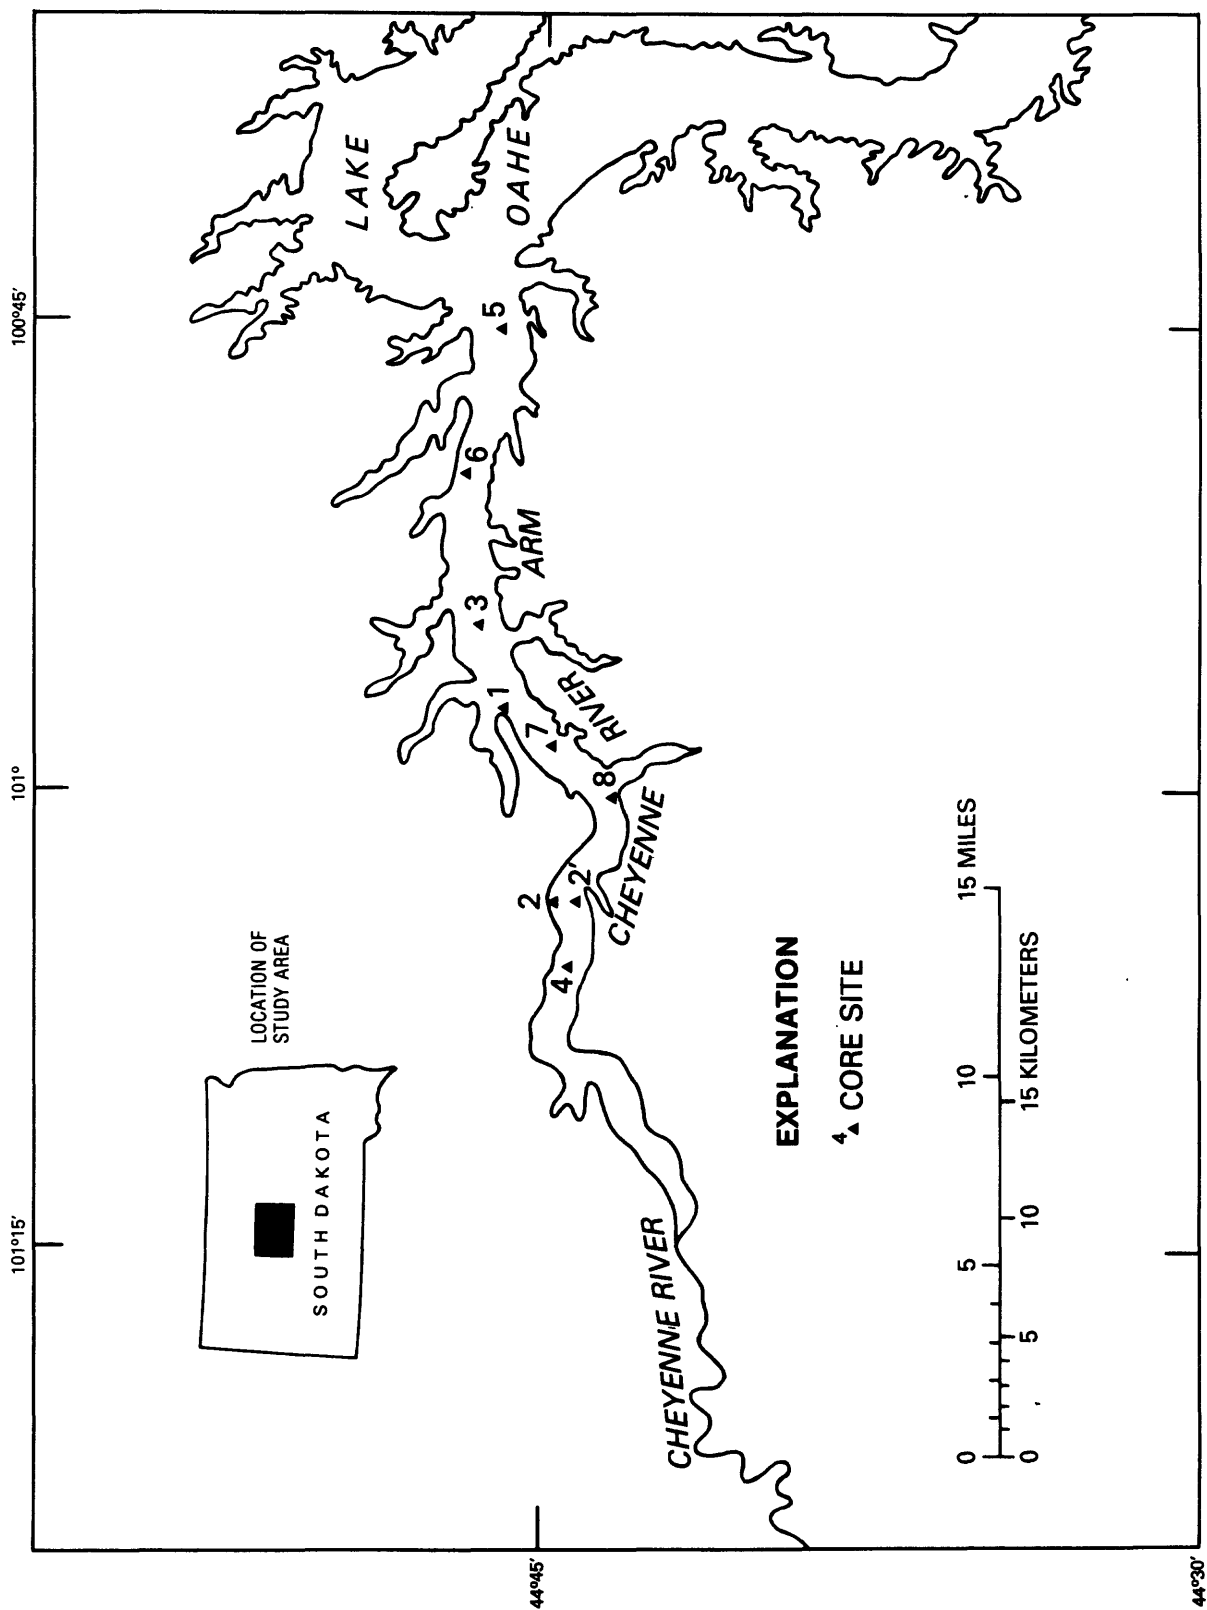 101°15'
101°
100°45'
44°45'
44°30'
LOCATION OF
STUDY AREA
SOUTH DAKOTA
LAKE
OAHE
5
6
ARM
3
1
7
RIVER
8
CHEYENNE
2
2'
4
CHEYENNE RIVER
EXPLANATION
4
CORE SITE
0 5 10 15 MILES
0 5 10 15 KILOMETERS